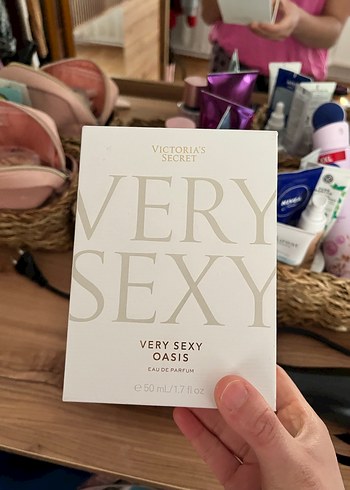 VICTORIA'S
SECRET
VERY
SEXY
VERY SEXY
OASIS
EAU DE PARFUM
℮ 50 mL/1.7 fl oz.
NIVEA